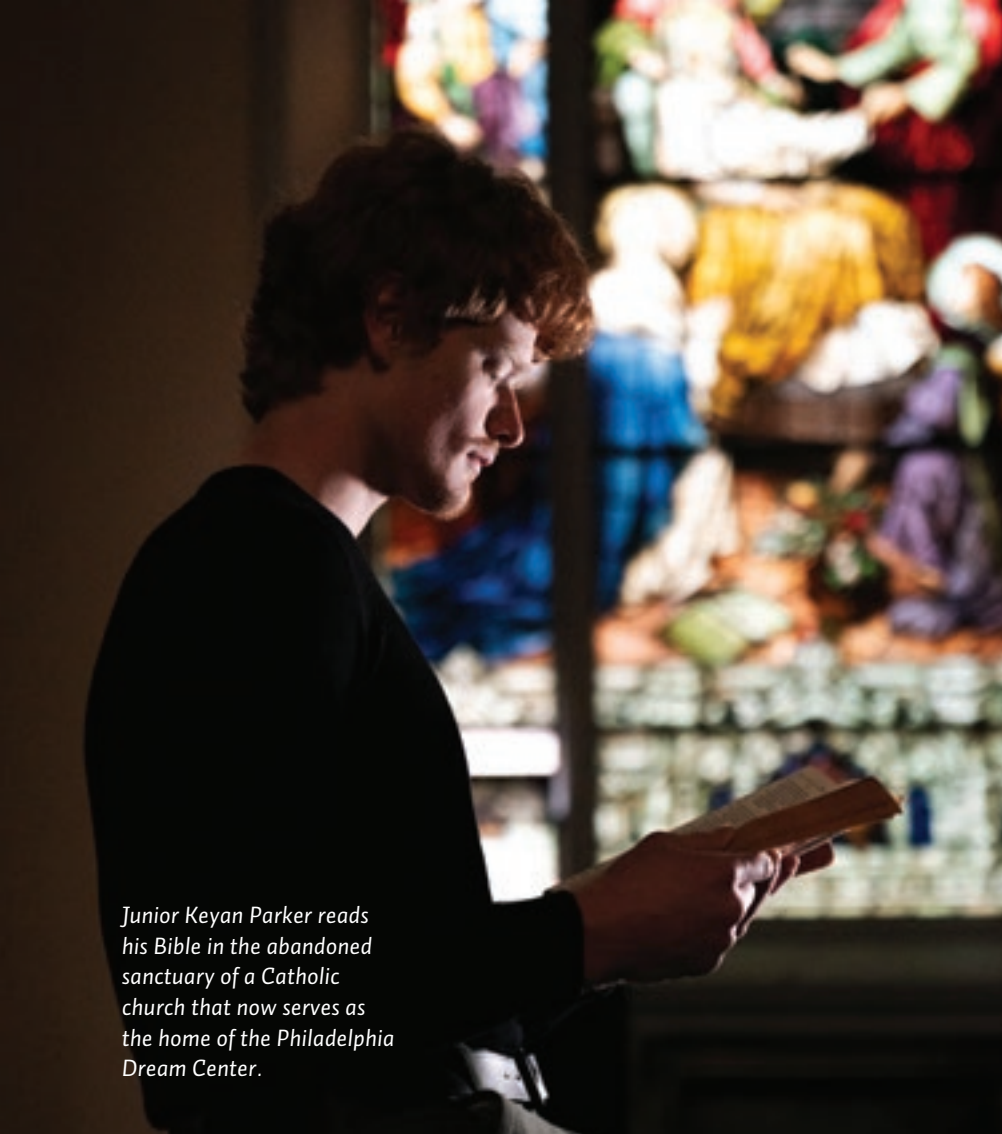 Junior Keyan Parker reads
his Bible in the abandoned
sanctuary of a Catholic
church that now serves as
the home of the Philadelphia
Dream Center.